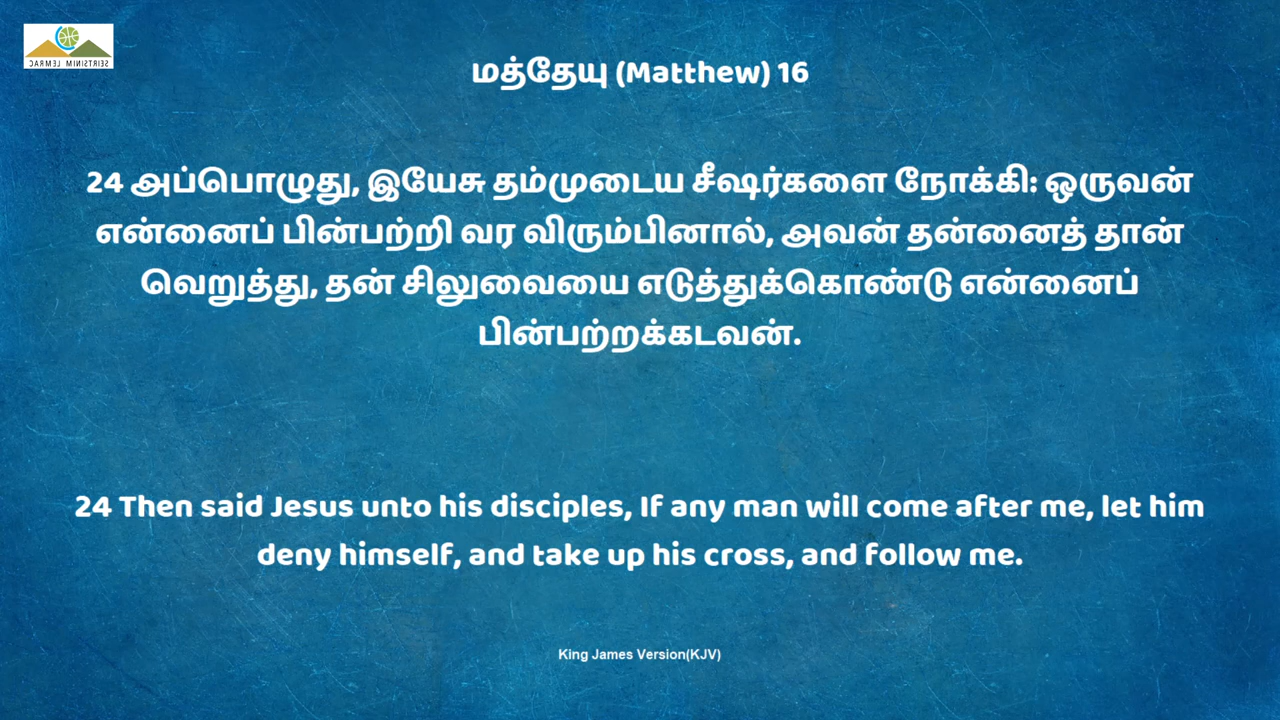 CARMEL MINISTRIES
மத்தேயு (Matthew) 16
24 அப்பொழுது, இயேசு தம்முடைய சீஷர்களை நோக்கி: ஒருவன்
என்னைப் பின்பற்றி வர விரும்பினால், அவன் தன்னைத் தான்
வெறுத்து, தன் சிலுவையை எடுத்துக்கொண்டு என்னைப்
பின்பற்றக்கடவன்.
24 Then said Jesus unto his disciples, If any man will come after me, let him
deny himself, and take up his cross, and follow me.
King James Version(KJV)